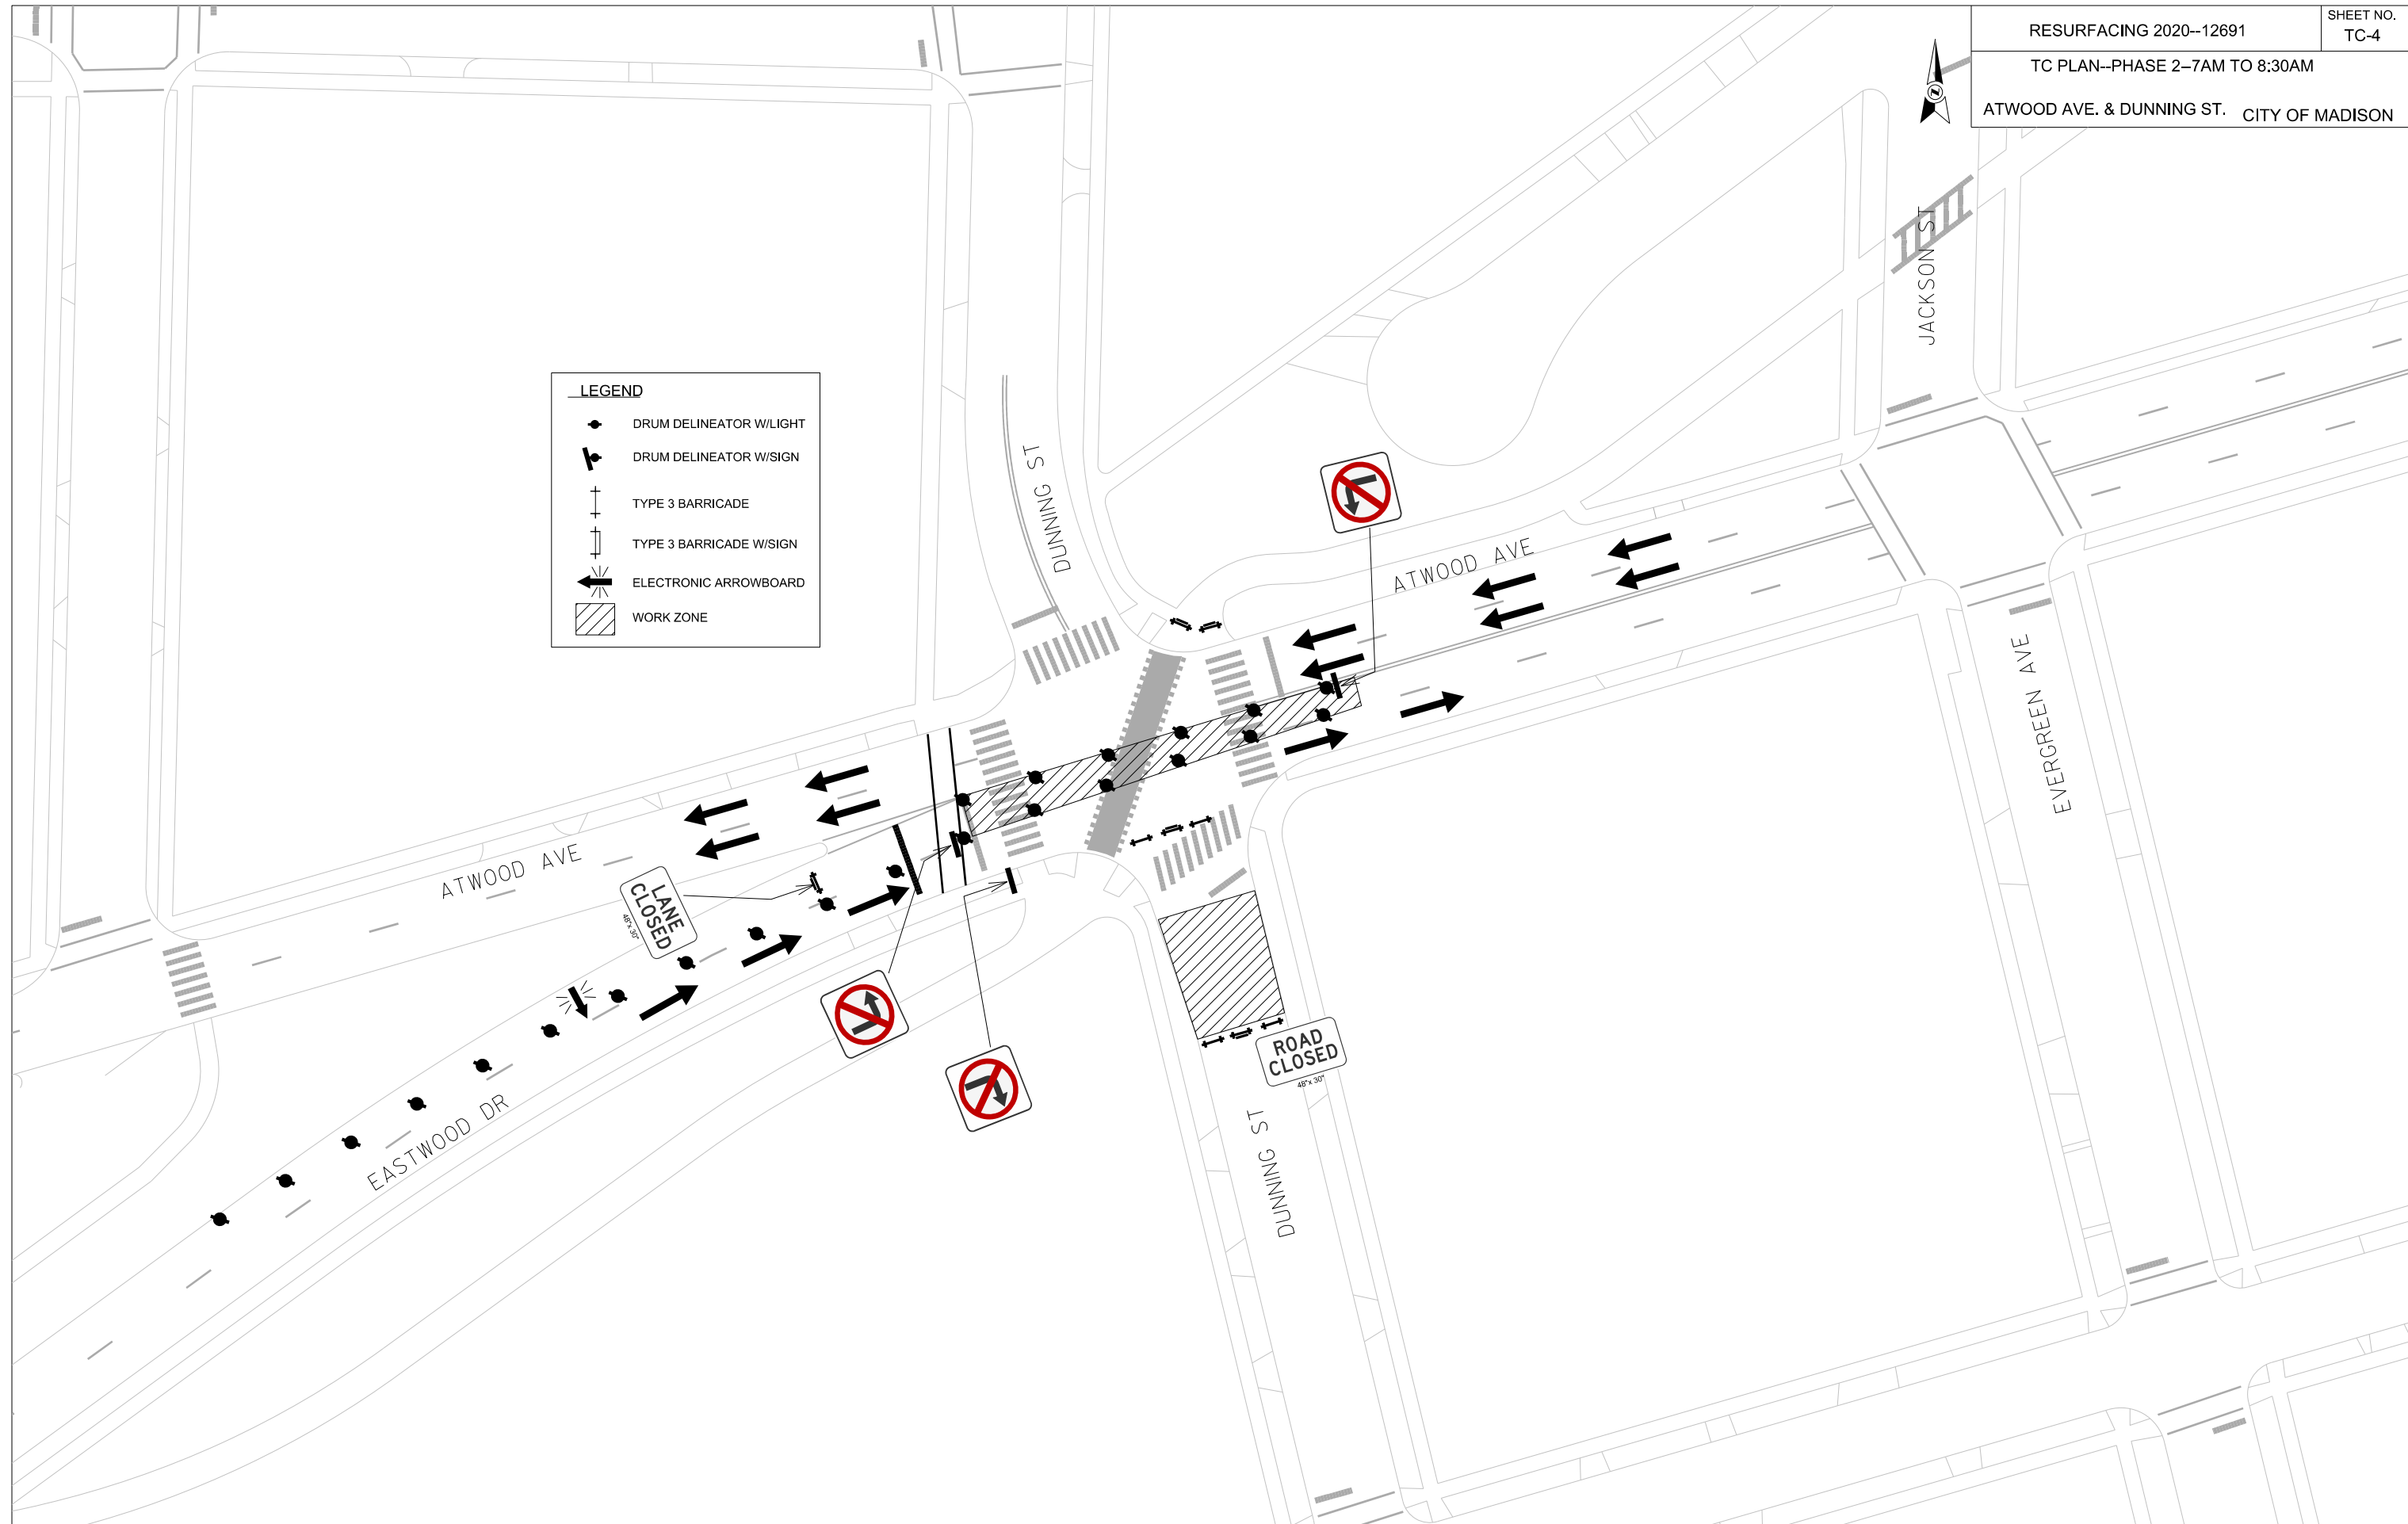 RESURFACING 2020--12691
SHEET NO.
TC-4
TC PLAN--PHASE 2--7AM TO 8:30AM
ATWOOD AVE. & DUNNING ST. CITY OF MADISON
N
JACKSON ST
LEGEND
DRUM DELINEATOR W/LIGHT
DRUM DELINEATOR W/SIGN
TYPE 3 BARRICADE
TYPE 3 BARRICADE W/SIGN
ELECTRONIC ARROWBOARD
WORK ZONE
DUNNING ST
ATWOOD AVE
EVERGREEN AVE
ATWOOD AVE
LANE
CLOSED
48"x 30"
ROAD
CLOSED
48"x 30"
EASTWOOD DR
DUNNING ST